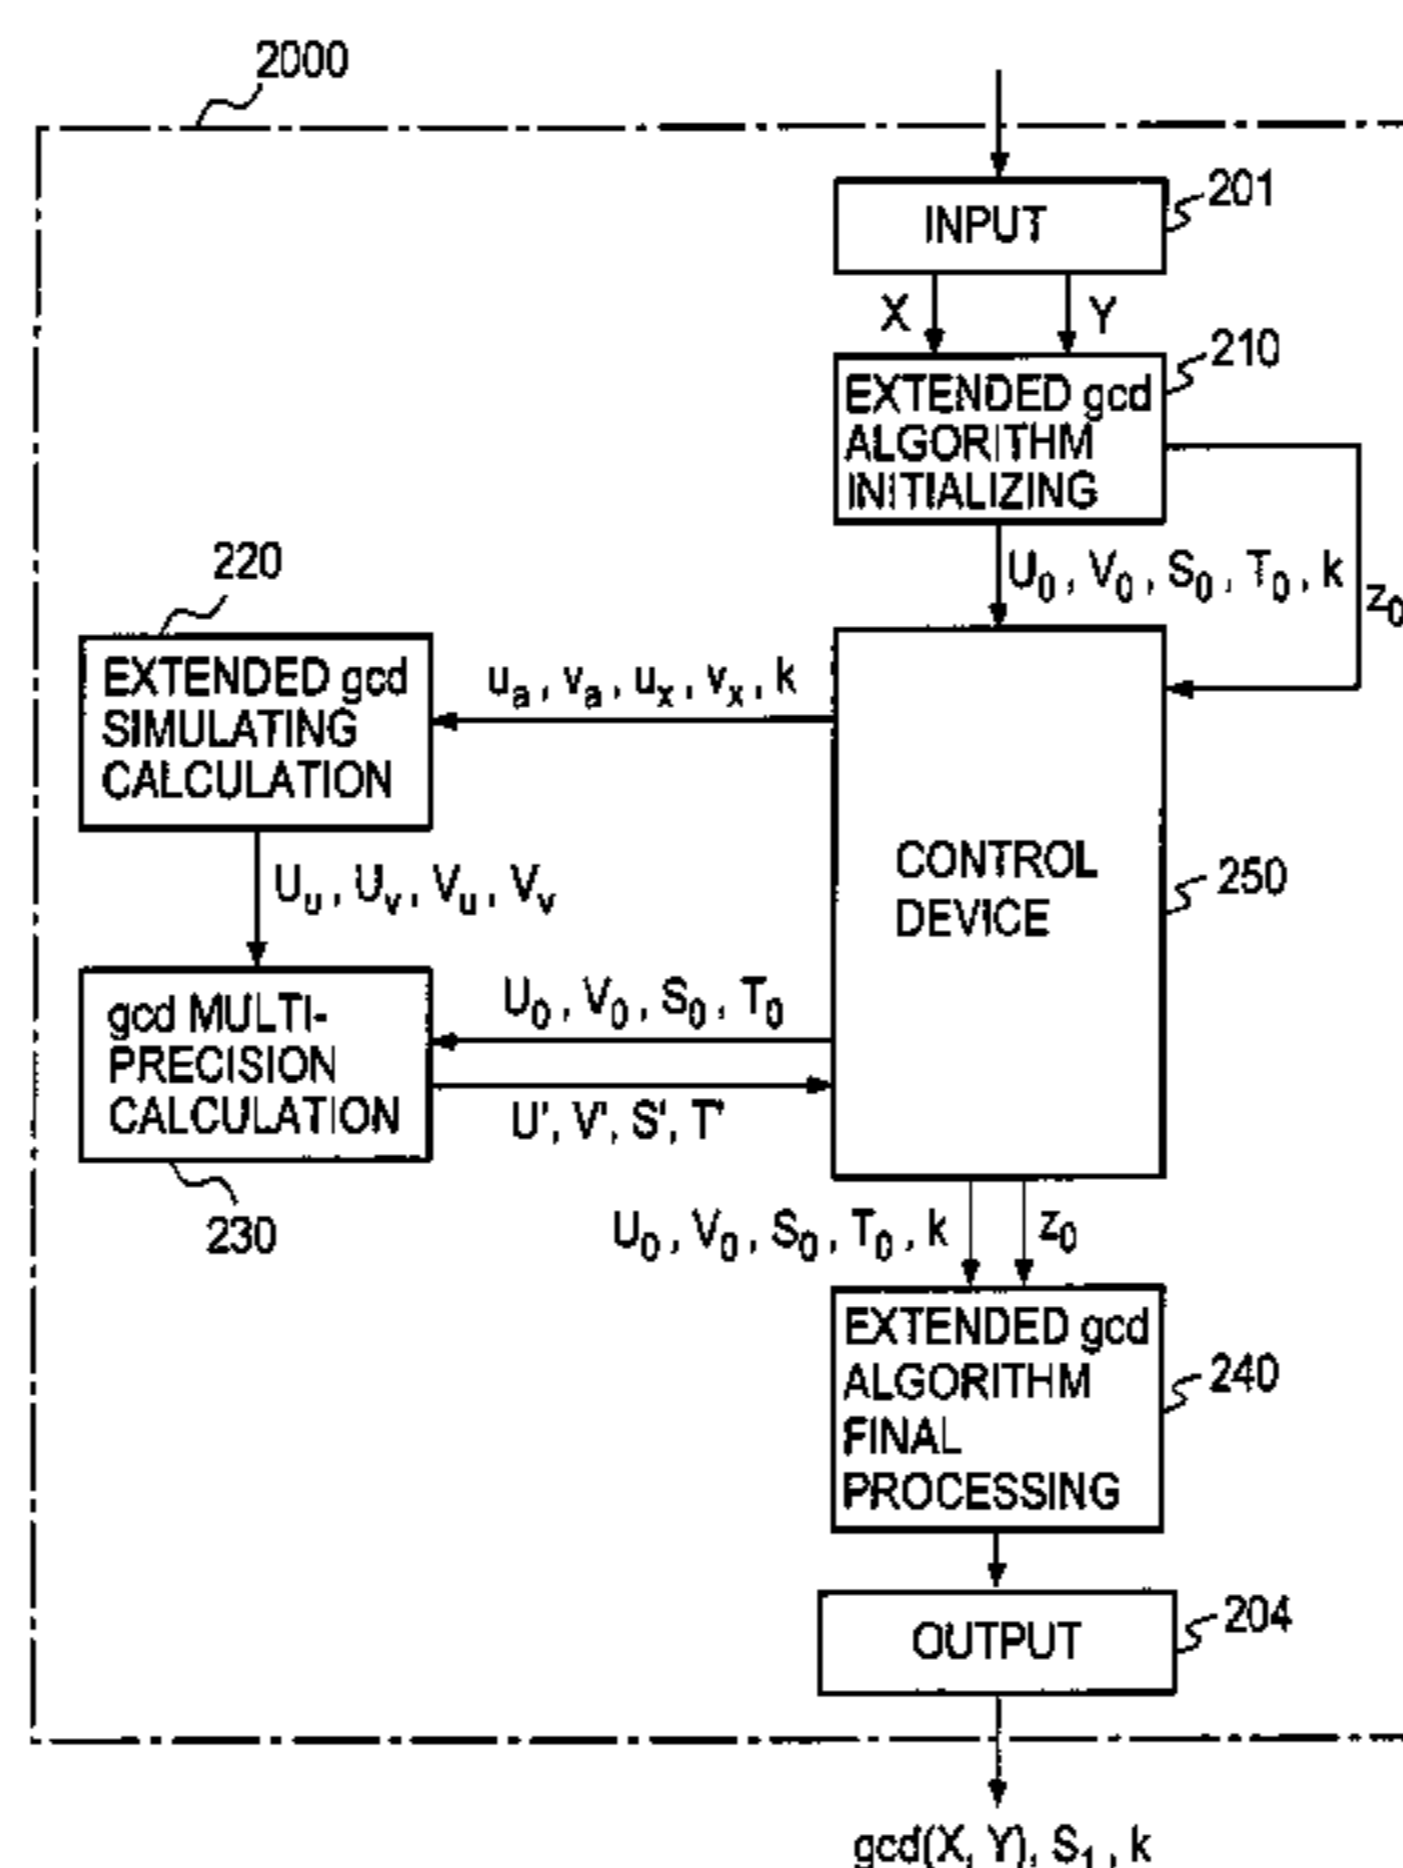 2000
201
INPUT
X
Y
210
EXTENDED gcd
ALGORITHM
INITIALIZING
U₀, V₀, S₀, T₀, k
z₀
220
EXTENDED gcd
SIMULATING
CALCULATION
uₐ, vₐ, uₓ, vₓ, k
CONTROL
DEVICE
250
Uᵤ, Uᵥ, Vᵤ, Vᵥ
gcd MULTI-
PRECISION
CALCULATION
U₀, V₀, S₀, T₀
U', V', S', T'
230
U₀, V₀, S₀, T₀, k
z₀
EXTENDED gcd
ALGORITHM
FINAL
PROCESSING
240
OUTPUT
204
gcd(X, Y), S₁, k